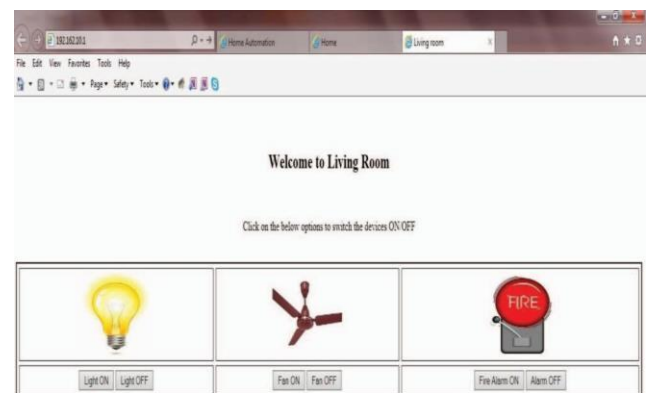 192.162.10.1
Home Automation
Home
Living room
File Edit View Favorites Tools Help
Page Safety Tools
Welcome to Living Room
Click on the below options to switch the devices ON/OFF
FIRE
Light ON Light OFF
Fan ON Fan OFF
Fire Alarm ON Alarm OFF